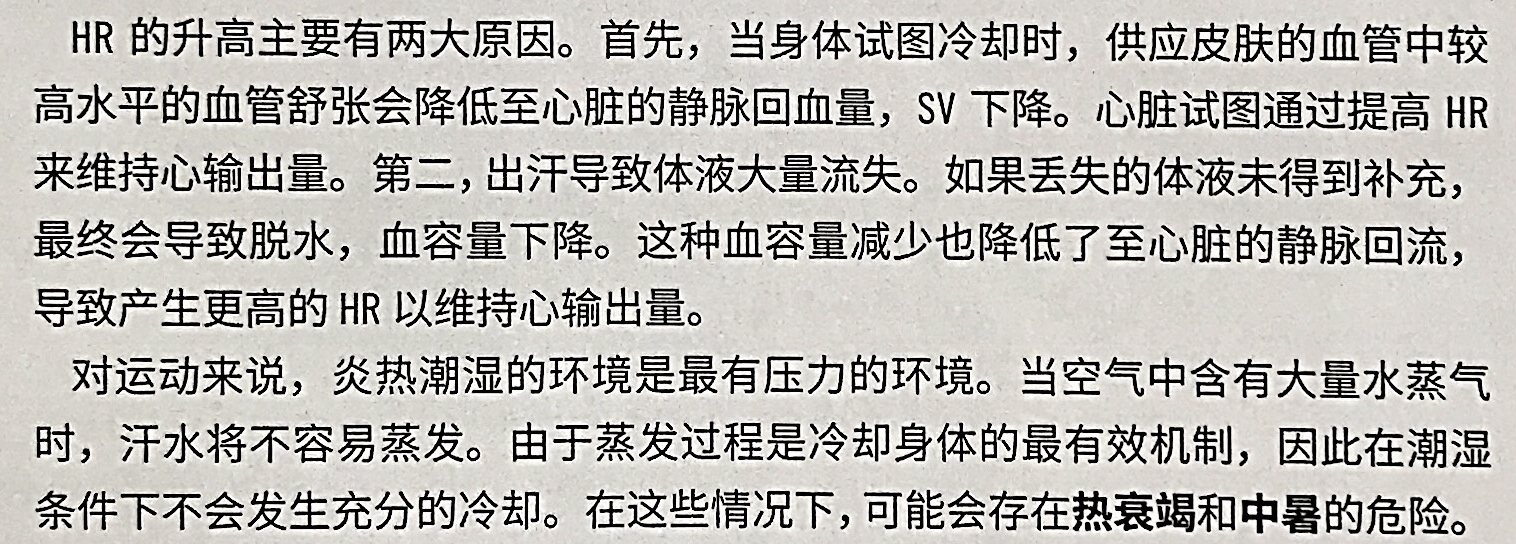 HR 的升高主要有两大原因。首先，当身体试图冷却时，供应皮肤的血管中较
高水平的血管舒张会降低至心脏的静脉回血量，SV 下降。心脏试图通过提高 HR
来维持心输出量。第二，出汗导致体液大量流失。如果丢失的体液未得到补充，
最终会导致脱水，血容量下降。这种血容量减少也降低了至心脏的静脉回流，
导致产生更高的 HR 以维持心输出量。
对运动来说，炎热潮湿的环境是最有压力的环境。当空气中含有大量水蒸气
时，汗水将不容易蒸发。由于蒸发过程是冷却身体的最有效机制，因此在潮湿
条件下不会发生充分的冷却。在这些情况下，可能会存在热衰竭和中暑的危险。